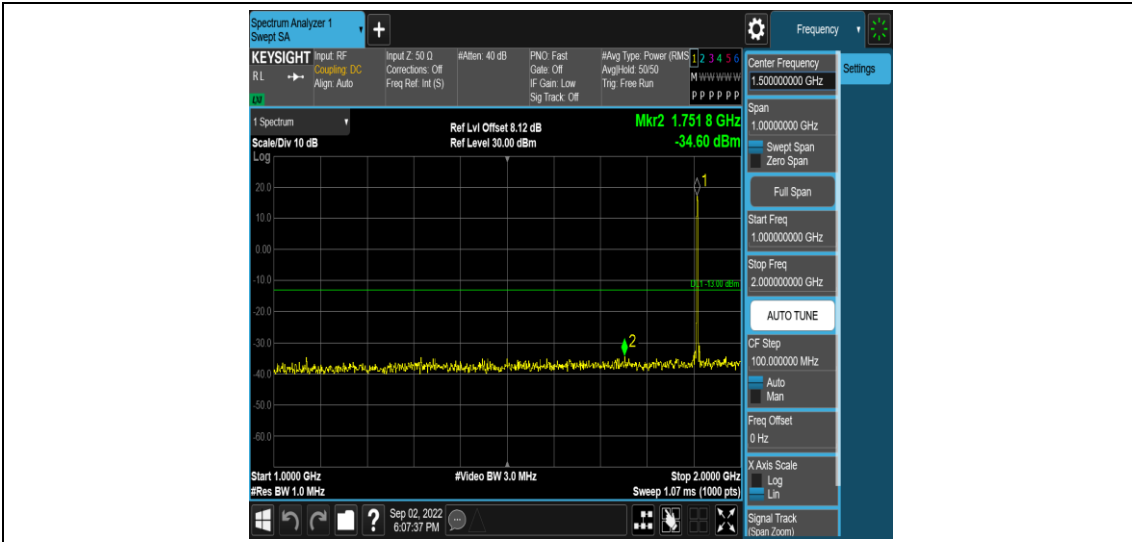 Spectrum Analyzer 1
Swept SA
+
Frequency
KEYSIGHT
RL
LXI
Input: RF
Coupling: DC
Align: Auto
Input Z: 50 Ω
Corrections: Off
Freq Ref: Int (S)
#Atten: 40 dB
PNO: Fast
Gate: Off
IF Gain: Low
Sig Track: Off
#Avg Type: Power (RMS
Avg|Hold: 50/50
Trig: Free Run
1 2 3 4 5 6
M W W W W W
P P P P P P
Center Frequency
1.500000000 GHz
Settings
1 Spectrum
Scale/Div 10 dB
Log
Ref Lvl Offset 8.12 dB
Ref Level 30.00 dBm
Mkr2 1.751 8 GHz
-34.60 dBm
20.0
10.0
0.00
-10.0
-20.0
-30.0
-40.0
-50.0
-60.0
1
DL1 -13.00 dBm
2
Start 1.0000 GHz
#Res BW 1.0 MHz
#Video BW 3.0 MHz
Stop 2.0000 GHz
Sweep 1.07 ms (1000 pts)
Span
1.00000000 GHz
Swept Span
Zero Span
Full Span
Start Freq
1.000000000 GHz
Stop Freq
2.000000000 GHz
AUTO TUNE
CF Step
100.000000 MHz
Auto
Man
Freq Offset
0 Hz
X Axis Scale
Log
Lin
Signal Track
(Span Zoom)
?
Sep 02, 2022
6:07:37 PM